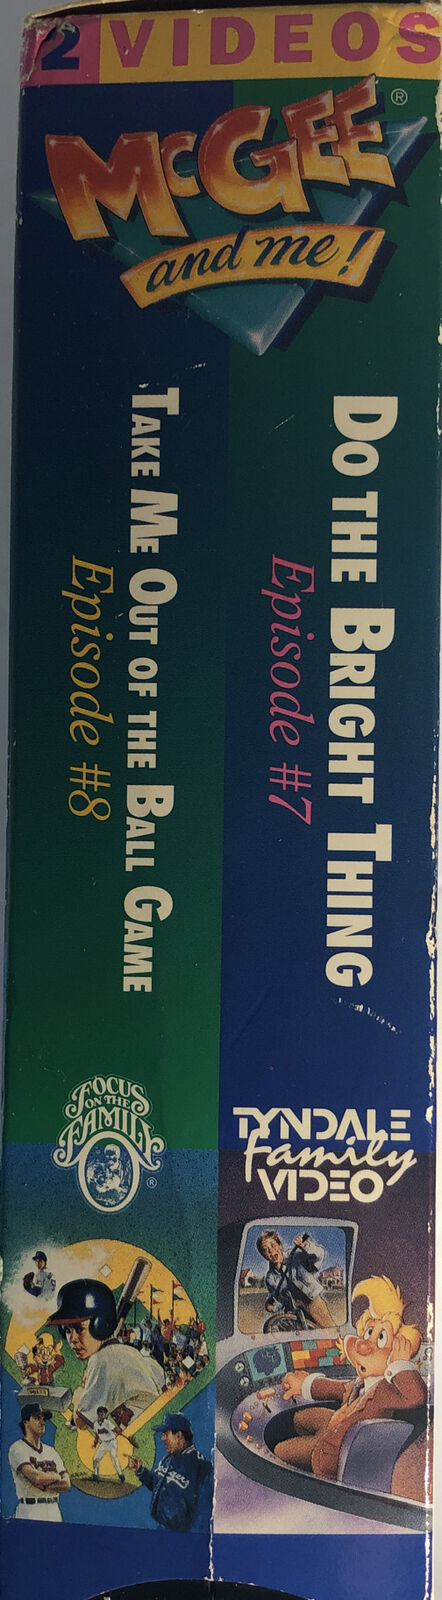 2 VIDEOS
McGEE ®
and me!
DO THE BRIGHT THING
Episode #7
TAKE ME OUT OF THE BALL GAME
Episode #8
FOCUS
ON THE
FAMILY ®
TYNDALE
Family
VIDEO
Dodgers